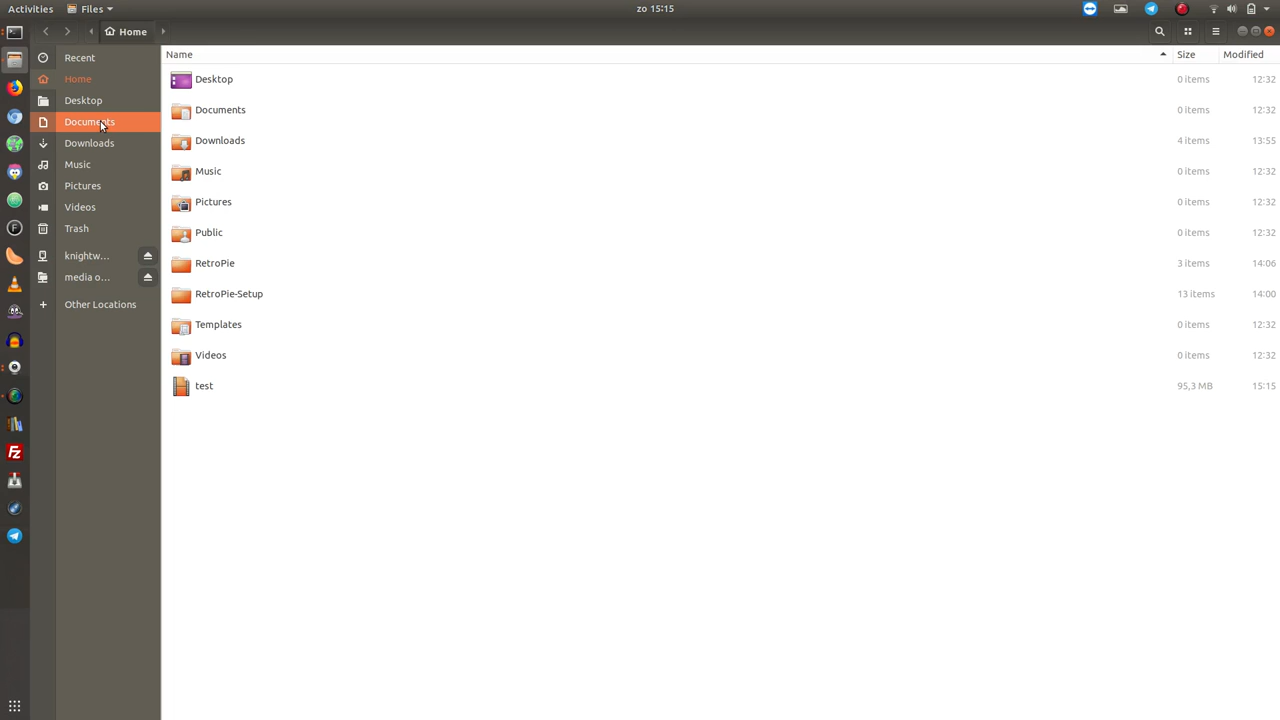 Activities Files zo 15:15
Home
Name Size Modified
Recent
Home
Desktop
Documents
Downloads
Music
Pictures
Videos
Trash
knightw...
media o...
Other Locations
Desktop 0 items 12:32
Documents 0 items 12:32
Downloads 4 items 13:55
Music 0 items 12:32
Pictures 0 items 12:32
Public 0 items 12:32
RetroPie 3 items 14:06
RetroPie-Setup 13 items 14:00
Templates 0 items 12:32
Videos 0 items 12:32
test 95,3 MB 15:15
F
FZ